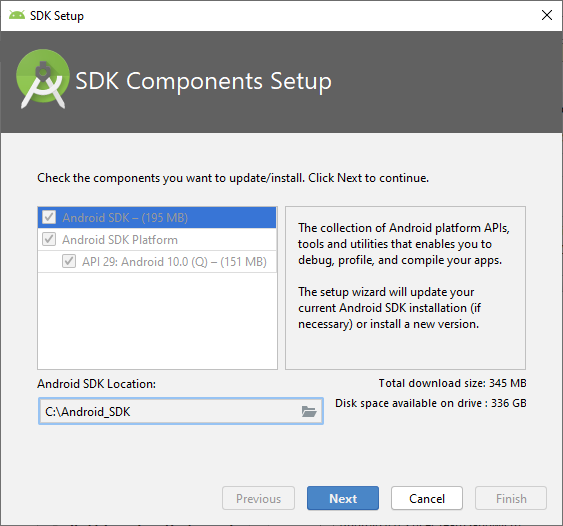 SDK Setup
SDK Components Setup
Check the components you want to update/install. Click Next to continue.
Android SDK – (195 MB)
Android SDK Platform
API 29: Android 10.0 (Q) – (151 MB)
The collection of Android platform APIs,
tools and utilities that enables you to
debug, profile, and compile your apps.
The setup wizard will update your
current Android SDK installation (if
necessary) or install a new version.
Android SDK Location:
C:\Android_SDK
Total download size: 345 MB
Disk space available on drive : 336 GB
Previous
Next
Cancel
Finish